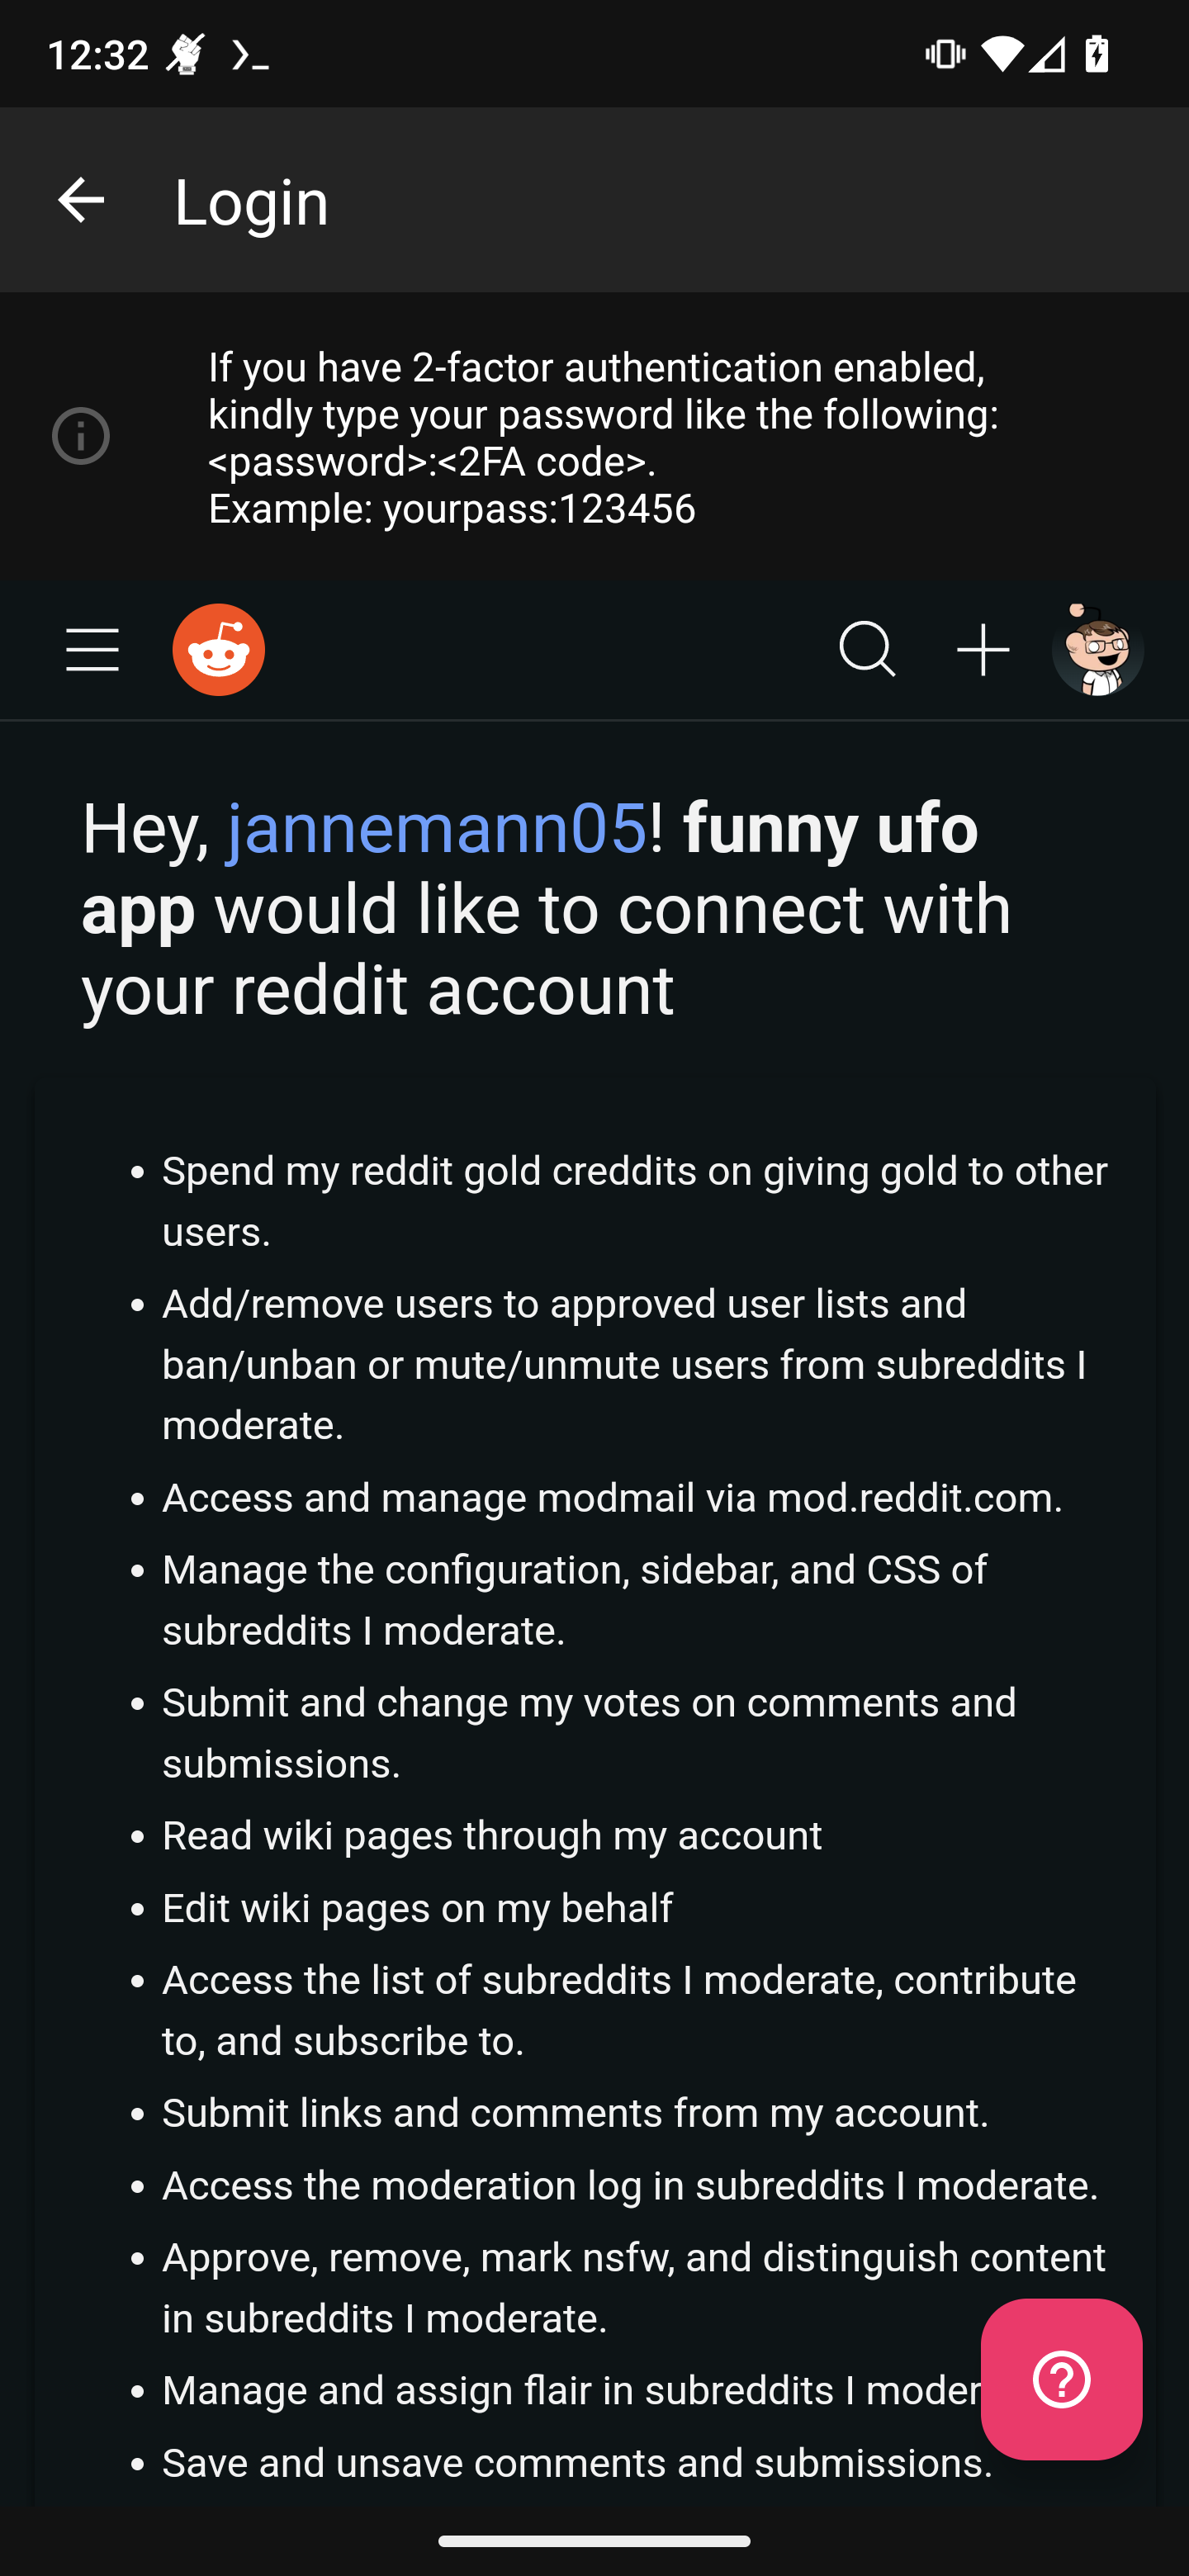 12:32
Login
If you have 2-factor authentication enabled,
kindly type your password like the following:
<password>:<2FA code>.
Example: yourpass:123456
Hey, jannemann05! funny ufo
app would like to connect with
your reddit account
Spend my reddit gold creddits on giving gold to other
users.
Add/remove users to approved user lists and
ban/unban or mute/unmute users from subreddits I
moderate.
Access and manage modmail via mod.reddit.com.
Manage the configuration, sidebar, and CSS of
subreddits I moderate.
Submit and change my votes on comments and
submissions.
Read wiki pages through my account
Edit wiki pages on my behalf
Access the list of subreddits I moderate, contribute
to, and subscribe to.
Submit links and comments from my account.
Access the moderation log in subreddits I moderate.
Approve, remove, mark nsfw, and distinguish content
in subreddits I moderate.
Manage and assign flair in subreddits I moder
Save and unsave comments and submissions.